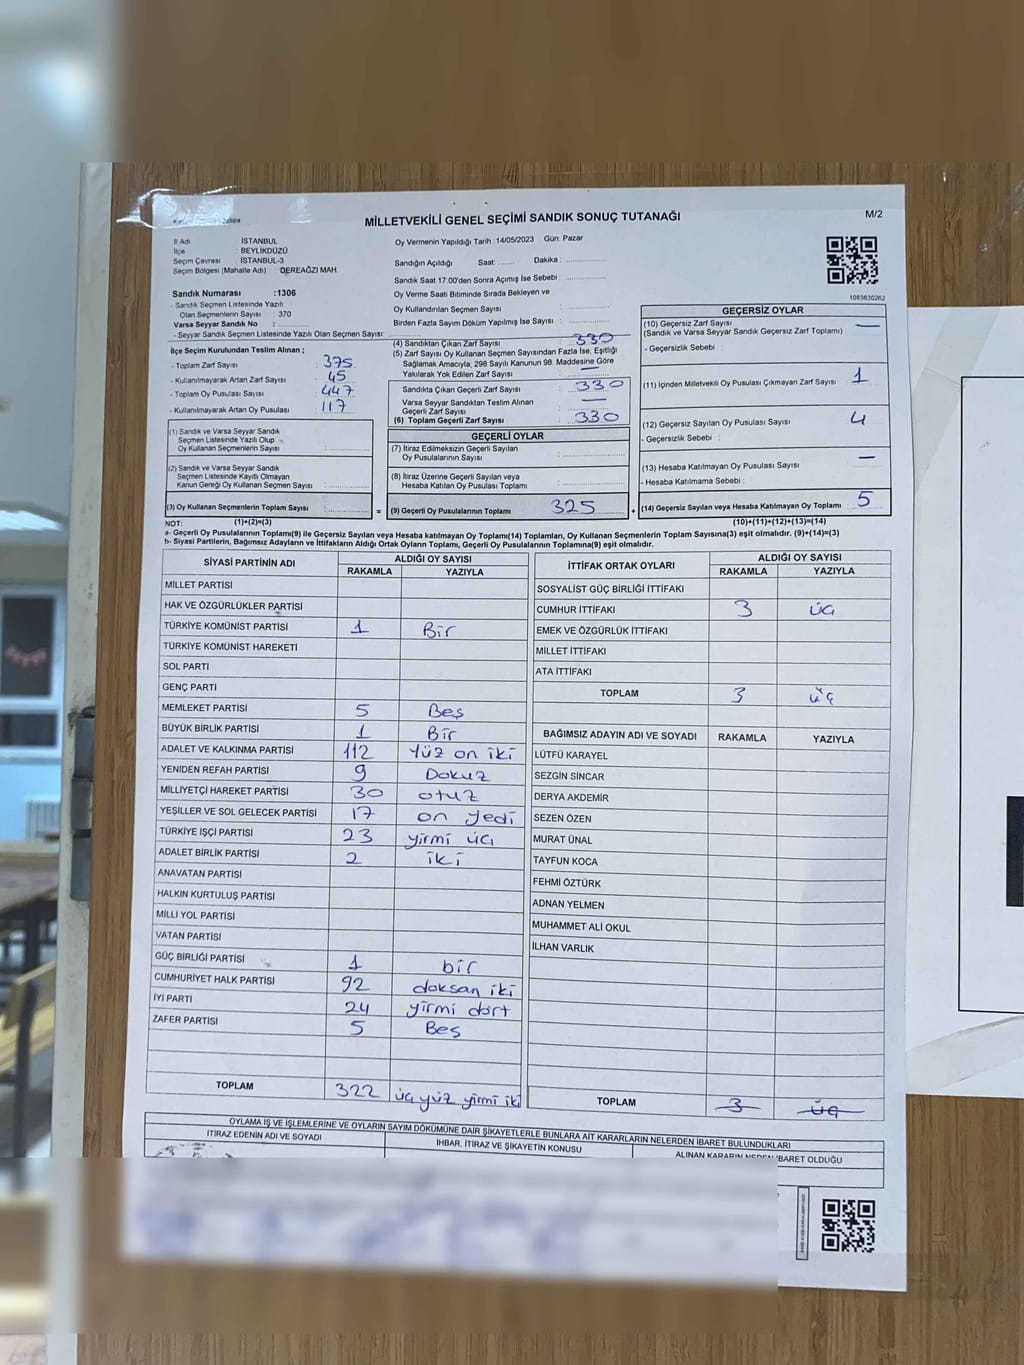 MİLLETVEKİLİ GENEL SEÇİMİ SANDIK SONUÇ TUTANAĞI
M/2
İl Adı İSTANBUL
İlçe : BEYLİKDÜZÜ
Seçim Çevresi : İSTANBUL-3
Seçim Bölgesi (Mahalle Adı) : DEREAĞZI MAH.
Sandık Numarası :1306
- Sandık Seçmen Listesinde Yazılı
Olan Seçmenlerin Sayısı : 370
Varsa Seyyar Sandık No :
- Seyyar Sandık Seçmen Listesinde Yazılı Olan Seçmen Sayısı:
İlçe Seçim Kurulundan Teslim Alınan ;
- Toplam Zarf Sayısı : 375
- Kullanılmayarak Artan Zarf Sayısı : 45
- Toplam Oy Pusulası Sayısı : 447
- Kullanılmayarak Artan Oy Pusulası : 117
(1) Sandık ve Varsa Seyyar Sandık
Seçmen Listesinde Yazılı Olup
Oy Kullanan Seçmenlerin Sayısı :
(2) Sandık ve Varsa Seyyar Sandık
Seçmen Listesinde Kayıtlı Olmayan
Kanun Gereği Oy Kullanan Seçmen Sayısı :
(3) Oy Kullanan Seçmenlerin Toplam Sayısı :
(1)+(2)=(3)
Oy Vermenin Yapıldığı Tarih : 14/05/2023 Gün: Pazar
Sandığın Açıldığı Saat: Dakika :
Sandık Saat 17.00'den Sonra Açımış İse Sebebi :
Oy Verme Saati Bitiminde Sırada Bekleyen ve
Oy Kullandırılan Seçmen Sayısı :
Birden Fazla Sayım Döküm Yapılmış İse Sayısı :
(4) Sandıktan Çıkan Zarf Sayısı : 330
(5) Zarf Sayısı Oy Kullanan Seçmen Sayısından Fazla İse, Eşitliği
Sağlamak Amacıyla; 298 Sayılı Kanunun 98. Maddesine Göre
Yakılarak Yok Edilen Zarf Sayısı : —
Sandıkta Çıkan Geçerli Zarf Sayısı : 330
Varsa Seyyar Sandıktan Teslim Alınan
Geçerli Zarf Sayısı : —
(6) Toplam Geçerli Zarf Sayısı : 330
GEÇERLİ OYLAR
(7) İtiraz Edilmeksizin Geçerli Sayılan
Oy Pusulalarının Sayısı :
(8) İtiraz Üzerine Geçerli Sayılan veya
Hesaba Katılan Oy Pusulası Toplamı :
= (9) Geçerli Oy Pusulalarının Toplamı : 325 +
1083630262
GEÇERSİZ OYLAR
(10) Geçersiz Zarf Sayısı : —
(Sandık ve Varsa Seyyar Sandık Geçersiz Zarf Toplamı)
- Geçersizlik Sebebi :
(11) İçinden Milletvekili Oy Pusulası Çıkmayan Zarf Sayısı : 1
(12) Geçersiz Sayılan Oy Pusulası Sayısı : 4
- Geçersizlik Sebebi :
(13) Hesaba Katılmayan Oy Pusulası Sayısı : —
- Hesaba Katılmama Sebebi :
(14) Geçersiz Sayılan veya Hesaba Katılmayan Oy Toplamı : 5
(10)+(11)+(12)+(13)=(14)
NOT:
a- Geçerli Oy Pusulalarının Toplamı(9) ile Geçersiz Sayılan veya Hesaba katılmayan Oy Toplamı(14) Toplamları, Oy Kullanan Seçmenlerin Toplam Sayısına(3) eşit olmalıdır. (9)+(14)=(3)
b- Siyasi Partilerin, Bağımsız Adayların ve İttifakların Aldığı Ortak Oyların Toplamı, Geçerli Oy Pusulalarının Toplamına(9) eşit olmalıdır.
SİYASİ PARTİNİN ADI ALDIĞI OY SAYISI
RAKAMLA YAZIYLA
MİLLET PARTİSİ
HAK VE ÖZGÜRLÜKLER PARTİSİ
TÜRKİYE KOMÜNİST PARTİSİ 1 Bir
TÜRKİYE KOMÜNİST HAREKETİ
SOL PARTİ
GENÇ PARTİ
MEMLEKET PARTİSİ 5 Beş
BÜYÜK BİRLİK PARTİSİ 1 Bir
ADALET VE KALKINMA PARTİSİ 112 Yüz on iki
YENİDEN REFAH PARTİSİ 9 Dokuz
MİLLİYETÇİ HAREKET PARTİSİ 30 otuz
YEŞİLLER VE SOL GELECEK PARTİSİ 17 on yedi
TÜRKİYE İŞÇİ PARTİSİ 23 yirmi üç
ADALET BİRLİK PARTİSİ 2 iki
ANAVATAN PARTİSİ
HALKIN KURTULUŞ PARTİSİ
MİLLİ YOL PARTİSİ
VATAN PARTİSİ
GÜÇ BİRLİĞİ PARTİSİ 1 bir
CUMHURİYET HALK PARTİSİ 92 doksan iki
İYİ PARTİ 24 yirmi dört
ZAFER PARTİSİ 5 Beş
TOPLAM 322 üç yüz yirmi iki
İTTİFAK ORTAK OYLARI ALDIĞI OY SAYISI
RAKAMLA YAZIYLA
SOSYALİST GÜÇ BİRLİĞİ İTTİFAKI
CUMHUR İTTİFAKI 3 üç
EMEK VE ÖZGÜRLÜK İTTİFAKI
MİLLET İTTİFAKI
ATA İTTİFAKI
TOPLAM 3 üç
BAĞIMSIZ ADAYIN ADI VE SOYADI RAKAMLA YAZIYLA
LÜTFÜ KARAYEL
SEZGİN SİNCAR
DERYA AKDEMİR
SEZEN ÖZEN
MURAT ÜNAL
TAYFUN KOCA
FEHMİ ÖZTÜRK
ADNAN YELMEN
MUHAMMET ALİ OKUL
İLHAN VARLIK
TOPLAM 3 üç
OYLAMA İŞ VE İŞLEMLERİNE VE OYLARIN SAYIM DÖKÜMÜNE DAİR ŞİKAYETLERLE BUNLARA AİT KARARLARIN NELERDEN İBARET BULUNDUKLARI
İTİRAZ EDENİN ADI VE SOYADI İHBAR, İTİRAZ VE ŞİKAYETİN KONUSU ALINAN KARARIN NEDEN İBARET OLDUĞU